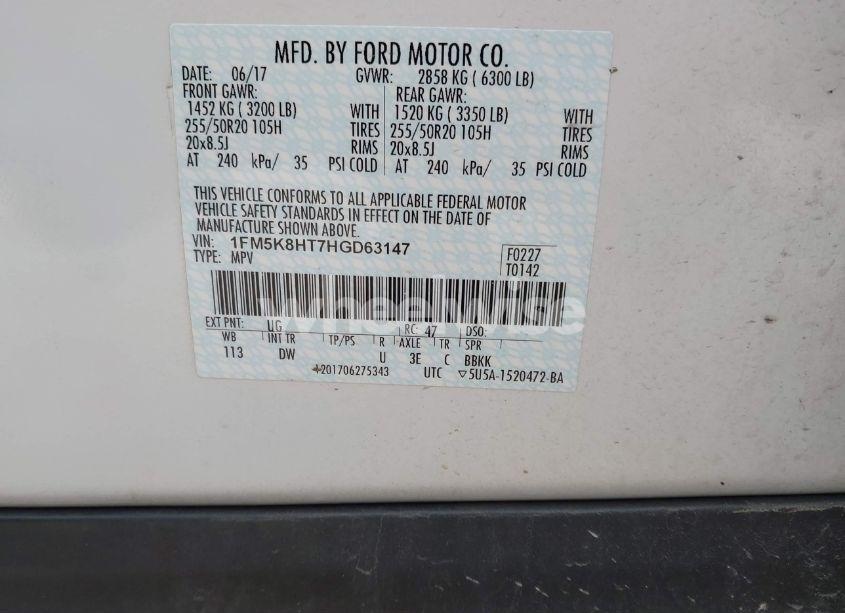 MFD. BY FORD MOTOR CO.
DATE: 06/17 GVWR: 2858 KG ( 6300 LB)
FRONT GAWR: REAR GAWR:
1452 KG ( 3200 LB) WITH 1520 KG ( 3350 LB) WITH
255/50R20 105H TIRES 255/50R20 105H TIRES
20x8.5J RIMS 20x8.5J RIMS
AT 240 kPa/ 35 PSI COLD AT 240 kPa/ 35 PSI COLD
THIS VEHICLE CONFORMS TO ALL APPLICABLE FEDERAL MOTOR
VEHICLE SAFETY STANDARDS IN EFFECT ON THE DATE OF
MANUFACTURE SHOWN ABOVE.
VIN: 1FM5K8HT7HGD63147 F0227
TYPE: MPV T0142
wheelwise
EXT PNT: UG RC: 47 DSO:
WB INT TR TP/PS R AXLE TR SPR
113 DW U 3E C BBKK
201706275343 UTC ▽5U5A-1520472-BA